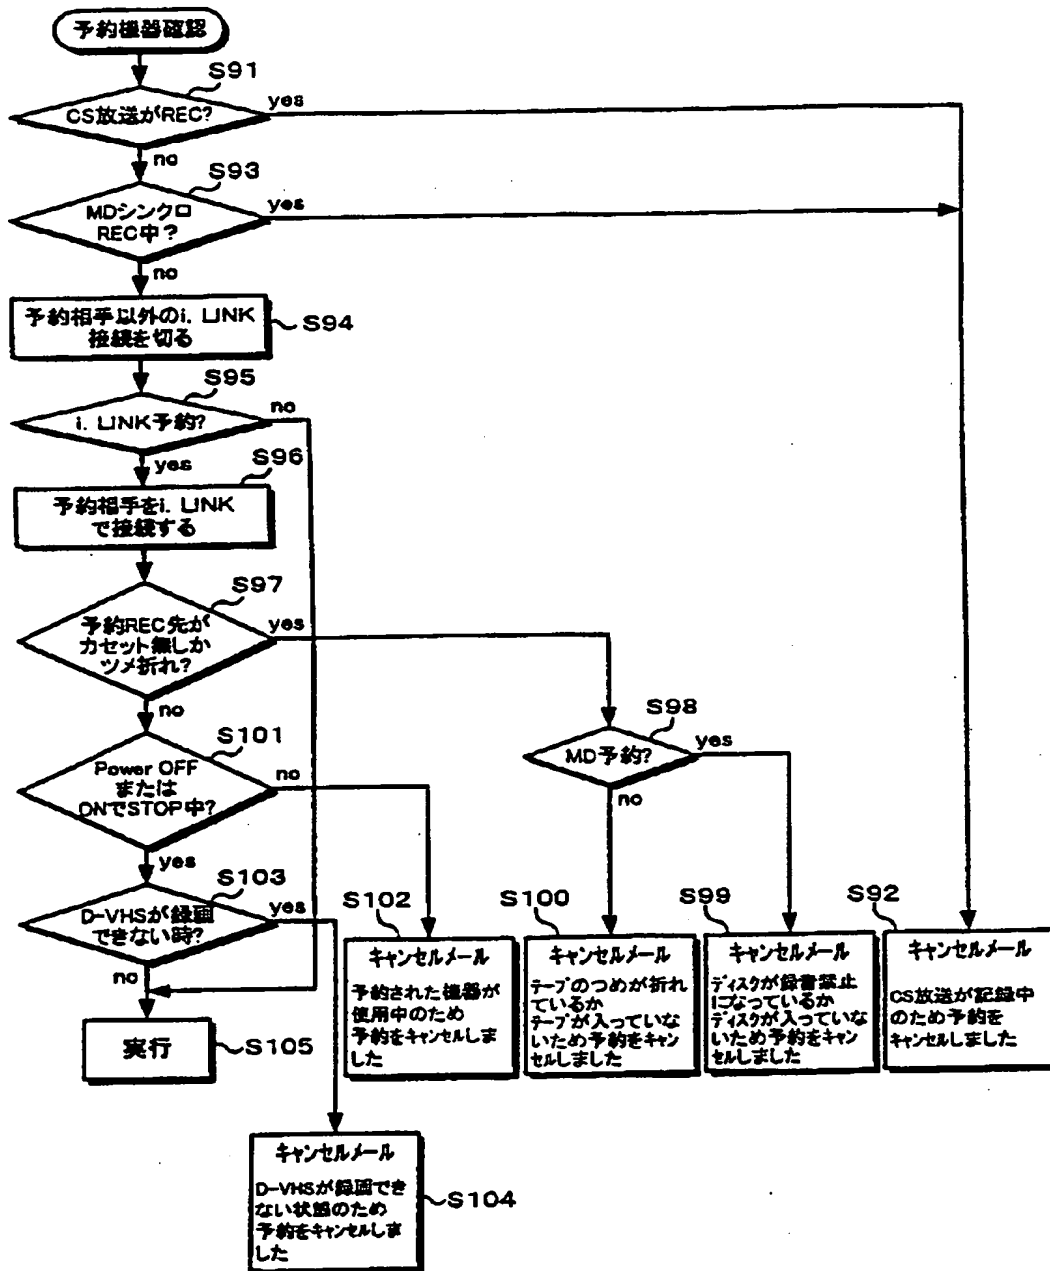 予約機器確認
S91
CS放送がREC?
yes
no
S93
MDシンクロ
REC中?
yes
no
予約相手以外のi. LINK
接続を切る
S94
S95
i. LINK予約?
no
yes
S96
予約相手をi. LINK
で接続する
S97
予約REC先が
カセット無しか
ツメ折れ?
yes
no
S98
MD予約?
yes
no
S101
Power OFF
または
ONでSTOP中?
no
yes
S103
D-VHSが録画
できない時?
yes
no
実行
S105
S102
キャンセルメール
予約された機器が
使用中のため
予約をキャンセルしま
した
S100
キャンセルメール
テープのつめが折れ
ているか
テープが入っていな
いため予約をキャン
セルしました
S99
キャンセルメール
ディスクが録音禁止
になっているか
ディスクが入っていな
いため予約をキャン
セルしました
S92
キャンセルメール
CS放送が記録中
のため予約を
キャンセルしました
キャンセルメール
D-VHSが録画でき
ない状態のため
予約をキャンセルしま
した
S104